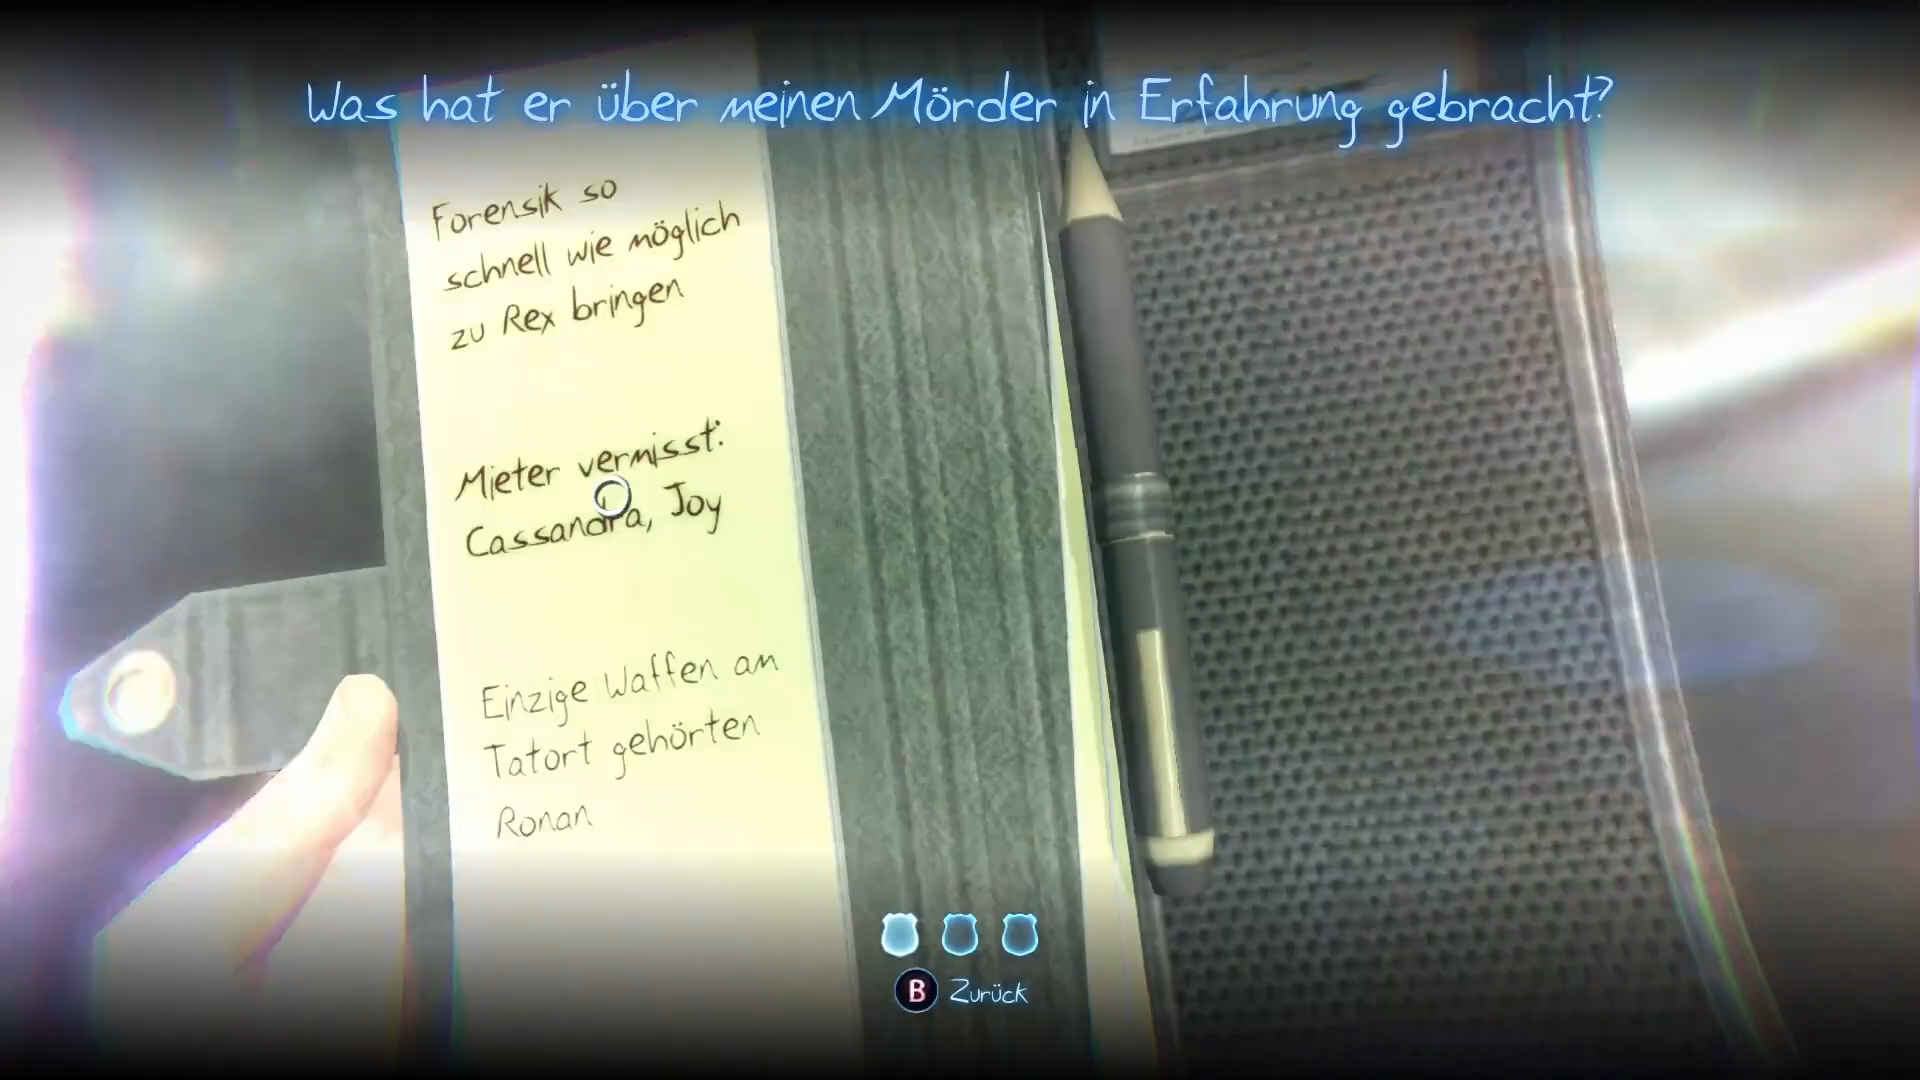 Was hat er über meinen Mörder in Erfahrung gebracht?
Forensik so
schnell wie möglich
zu Rex bringen
Mieter vermisst:
Cassandra, Joy
Einzige Waffen am
Tatort gehörten
Ronan
B Zurück